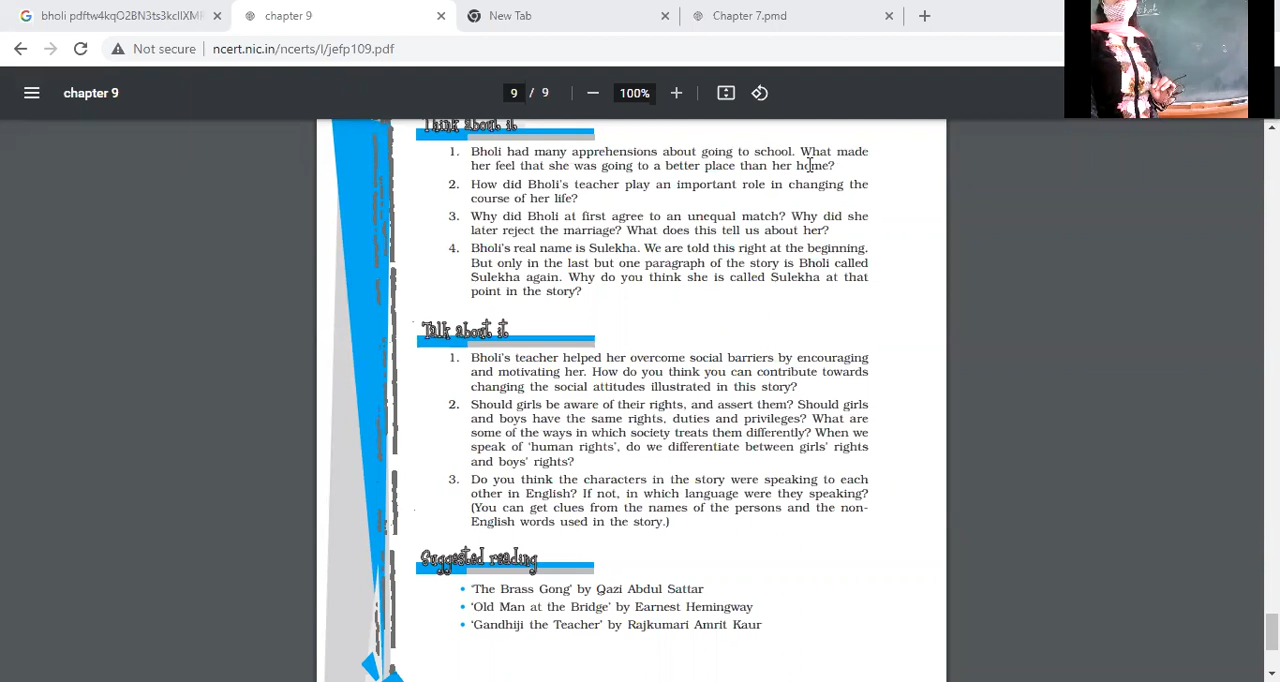 bholi pdftw4kqO2BN3ts3kclIXMR
chapter 9
New Tab
Chapter 7.pmd
Not secure
ncert.nic.in/ncerts/l/jefp109.pdf
chapter 9
9 / 9
100%
Think about it
1. Bholi had many apprehensions about going to school. What made
her feel that she was going to a better place than her home?
2. How did Bholi's teacher play an important role in changing the
course of her life?
3. Why did Bholi at first agree to an unequal match? Why did she
later reject the marriage? What does this tell us about her?
4. Bholi's real name is Sulekha. We are told this right at the beginning.
But only in the last but one paragraph of the story is Bholi called
Sulekha again. Why do you think she is called Sulekha at that
point in the story?
Talk about it
1. Bholi's teacher helped her overcome social barriers by encouraging
and motivating her. How do you think you can contribute towards
changing the social attitudes illustrated in this story?
2. Should girls be aware of their rights, and assert them? Should girls
and boys have the same rights, duties and privileges? What are
some of the ways in which society treats them differently? When we
speak of 'human rights', do we differentiate between girls' rights
and boys' rights?
3. Do you think the characters in the story were speaking to each
other in English? If not, in which language were they speaking?
(You can get clues from the names of the persons and the non-
English words used in the story.)
Suggested reading
• 'The Brass Gong' by Qazi Abdul Sattar
• 'Old Man at the Bridge' by Earnest Hemingway
• 'Gandhiji the Teacher' by Rajkumari Amrit Kaur